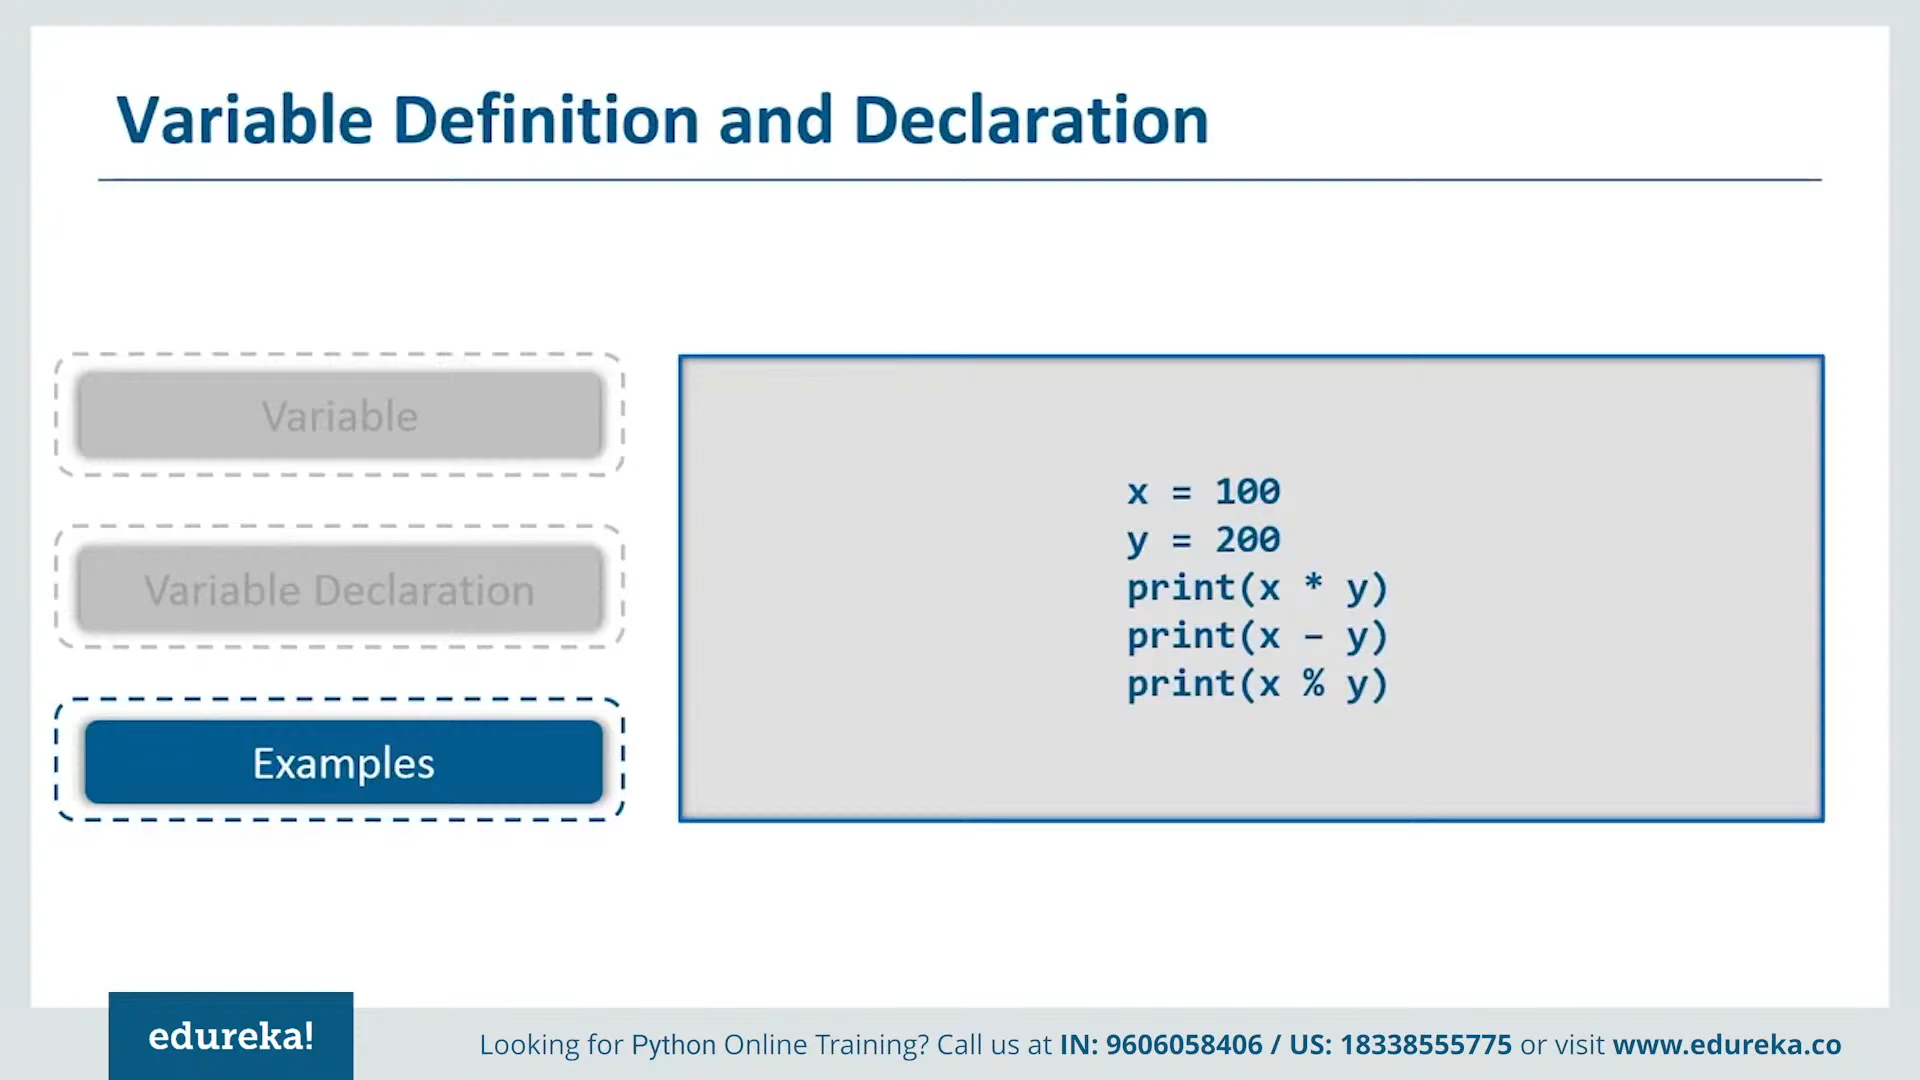 Variable Definition and Declaration
Variable
Variable Declaration
Examples
x = 100
y = 200
print(x * y)
print(x – y)
print(x % y)
edureka!
Looking for Python Online Training? Call us at IN: 9606058406 / US: 18338555775 or visit www.edureka.co